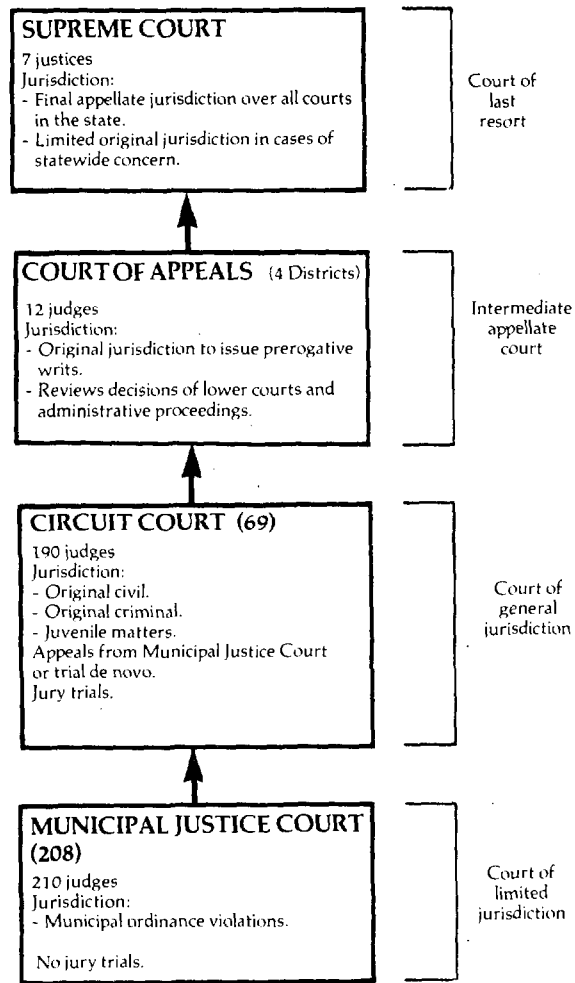 SUPREME COURT
7 justices
Jurisdiction:
- Final appellate jurisdiction over all courts
in the state.
- Limited original jurisdiction in cases of
statewide concern.
Court of
last
resort
COURT OF APPEALS (4 Districts)
12 judges
Jurisdiction:
- Original jurisdiction to issue prerogative
writs.
- Reviews decisions of lower courts and
administrative proceedings.
Intermediate
appellate
court
CIRCUIT COURT (69)
190 judges
Jurisdiction:
- Original civil.
- Original criminal.
- Juvenile matters.
Appeals from Municipal Justice Court
or trial de novo.
Jury trials.
Court of
general
jurisdiction
MUNICIPAL JUSTICE COURT
(208)
210 judges
Jurisdiction:
- Municipal ordinance violations.
No jury trials.
Court of
limited
jurisdiction